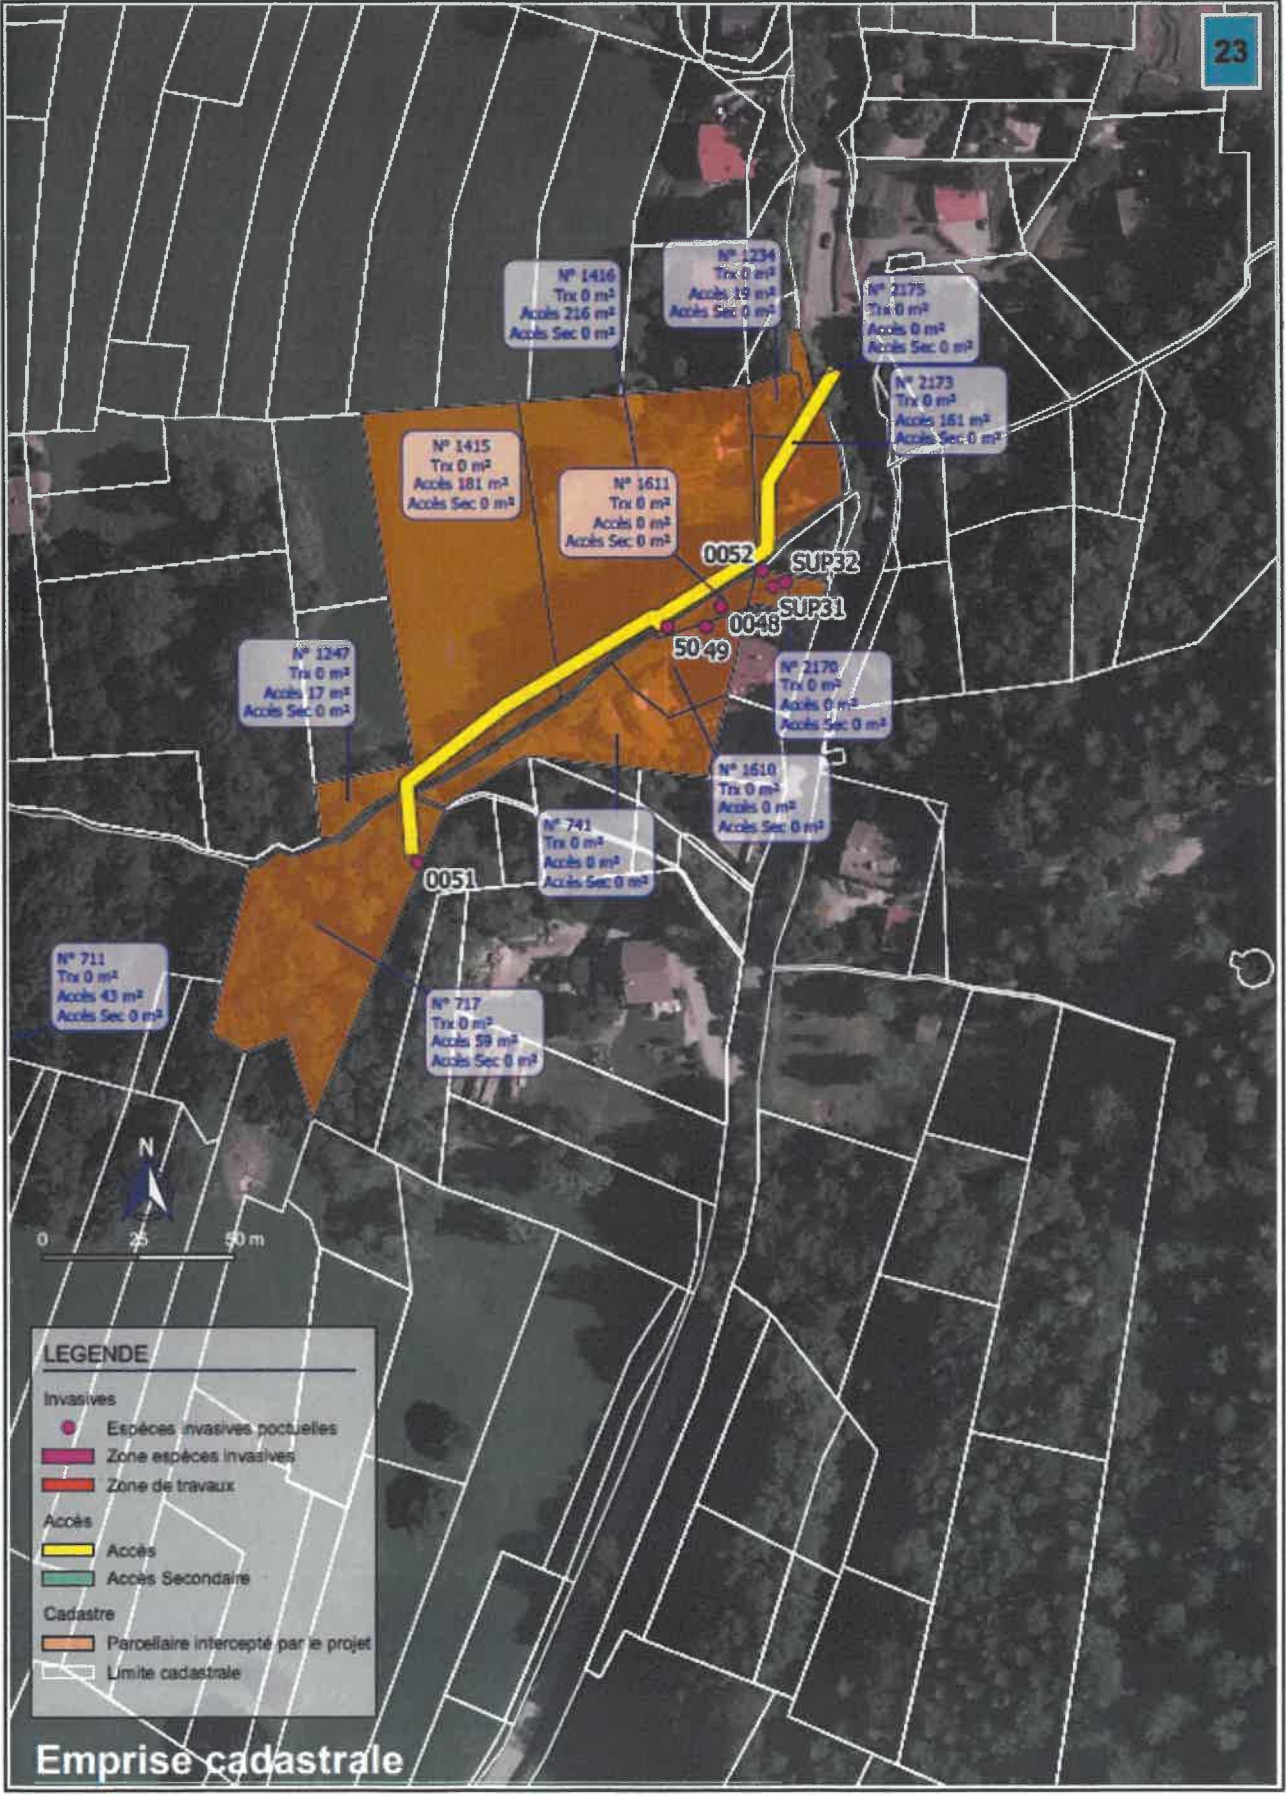 23
N° 1234
Trx 0 m²
Accès 19 m²
Accès Sec 0 m²
N° 1416
Trx 0 m²
Accès 216 m²
Accès Sec 0 m²
N° 2175
Trx 0 m²
Accès 0 m²
Accès Sec 0 m²
N° 2173
Trx 0 m²
Accès 161 m²
Accès Sec 0 m²
N° 1415
Trx 0 m²
Accès 181 m²
Accès Sec 0 m²
N° 1611
Trx 0 m²
Accès 0 m²
Accès Sec 0 m²
0052
SUP32
SUP31
0048
50 49
N° 1247
Trx 0 m²
Accès 17 m²
Accès Sec 0 m²
N° 2170
Trx 0 m²
Accès 0 m²
Accès Sec 0 m²
N° 1610
Trx 0 m²
Accès 0 m²
Accès Sec 0 m²
N° 741
Trx 0 m²
Accès 0 m²
Accès Sec 0 m²
0051
N° 711
Trx 0 m²
Accès 43 m²
Accès Sec 0 m²
N° 717
Trx 0 m²
Accès 59 m²
Accès Sec 0 m²
N
0 25 50 m
LEGENDE
Invasives
Espèces invasives poctuelles
Zone espèces invasives
Zone de travaux
Accès
Accès
Accès Secondaire
Cadastre
Parcellaire intercepté par le projet
Limite cadastrale
Emprise cadastrale